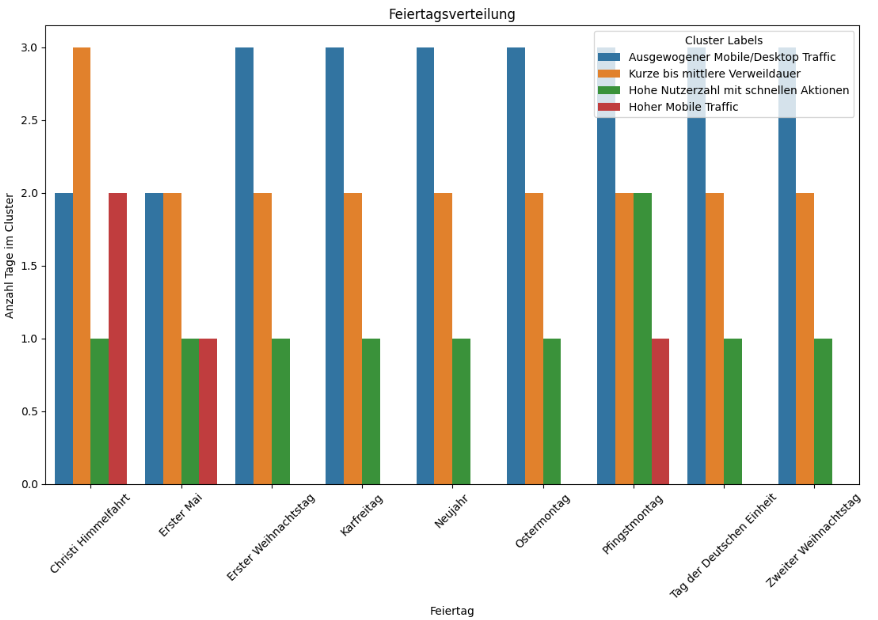 Feiertagsverteilung
Cluster Labels
Ausgewogener Mobile/Desktop Traffic
Kurze bis mittlere Verweildauer
Hohe Nutzerzahl mit schnellen Aktionen
Hoher Mobile Traffic
Anzahl Tage im Cluster
3.0
2.5
2.0
1.5
1.0
0.5
0.0
Christi Himmelfahrt
Erster Mai
Erster Weihnachtstag
Karfreitag
Neujahr
Ostermontag
Pfingstmontag
Tag der Deutschen Einheit
Zweiter Weihnachtstag
Feiertag